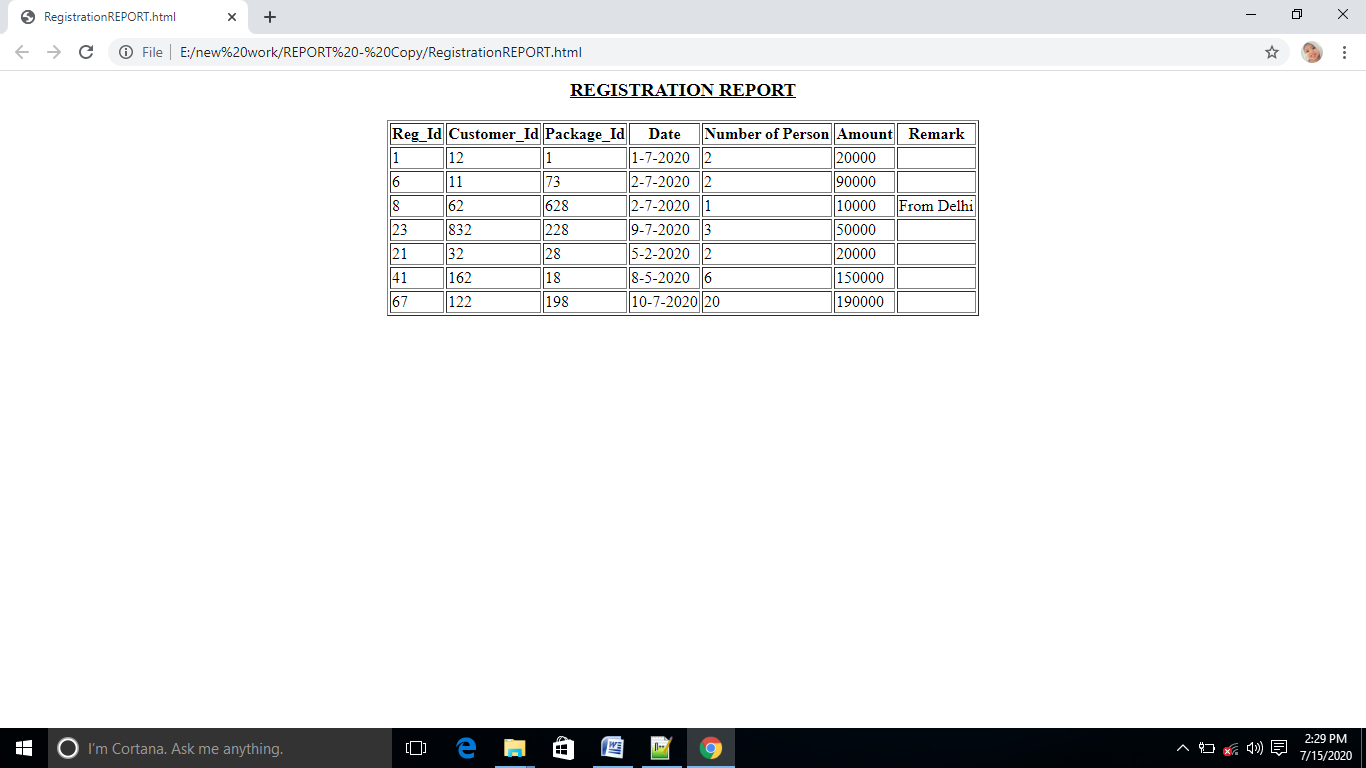 RegistrationREPORT.html
File E:/new%20work/REPORT%20-%20Copy/RegistrationREPORT.html
REGISTRATION REPORT
Reg_Id Customer_Id Package_Id Date Number of Person Amount Remark
1 12 1 1-7-2020 2 20000
6 11 73 2-7-2020 2 90000
8 62 628 2-7-2020 1 10000 From Delhi
23 832 228 9-7-2020 3 50000
21 32 28 5-2-2020 2 20000
41 162 18 8-5-2020 6 150000
67 122 198 10-7-2020 20 190000
I'm Cortana. Ask me anything.
2:29 PM
7/15/2020